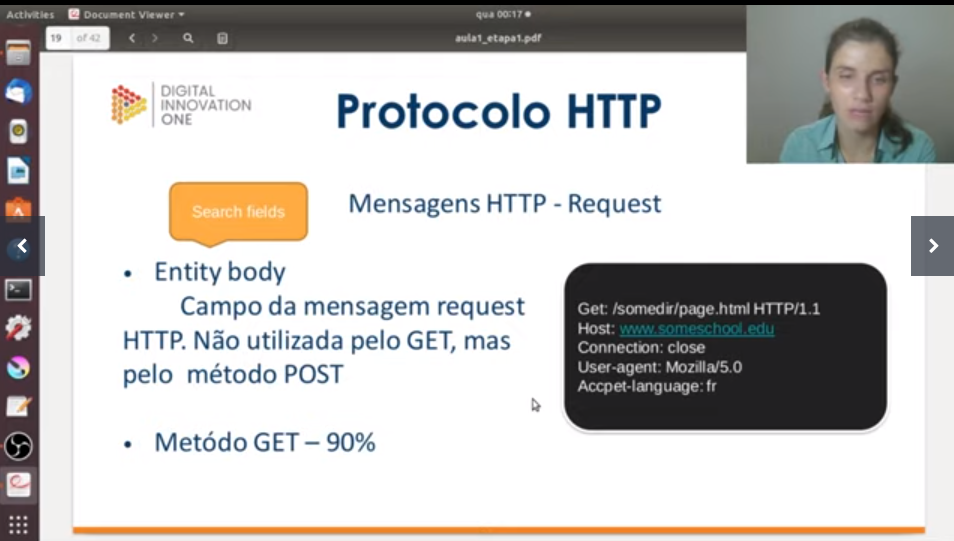 Activities
Document Viewer
qua 00:17
19 of 42
aula1_etapa1.pdf
DIGITAL
INNOVATION
ONE
Protocolo HTTP
Search fields
Mensagens HTTP - Request
• Entity body
Campo da mensagem request
HTTP. Não utilizada pelo GET, mas
pelo método POST
• Metódo GET – 90%
Get: /somedir/page.html HTTP/1.1
Host: www.someschool.edu
Connection: close
User-agent: Mozilla/5.0
Accpet-language: fr